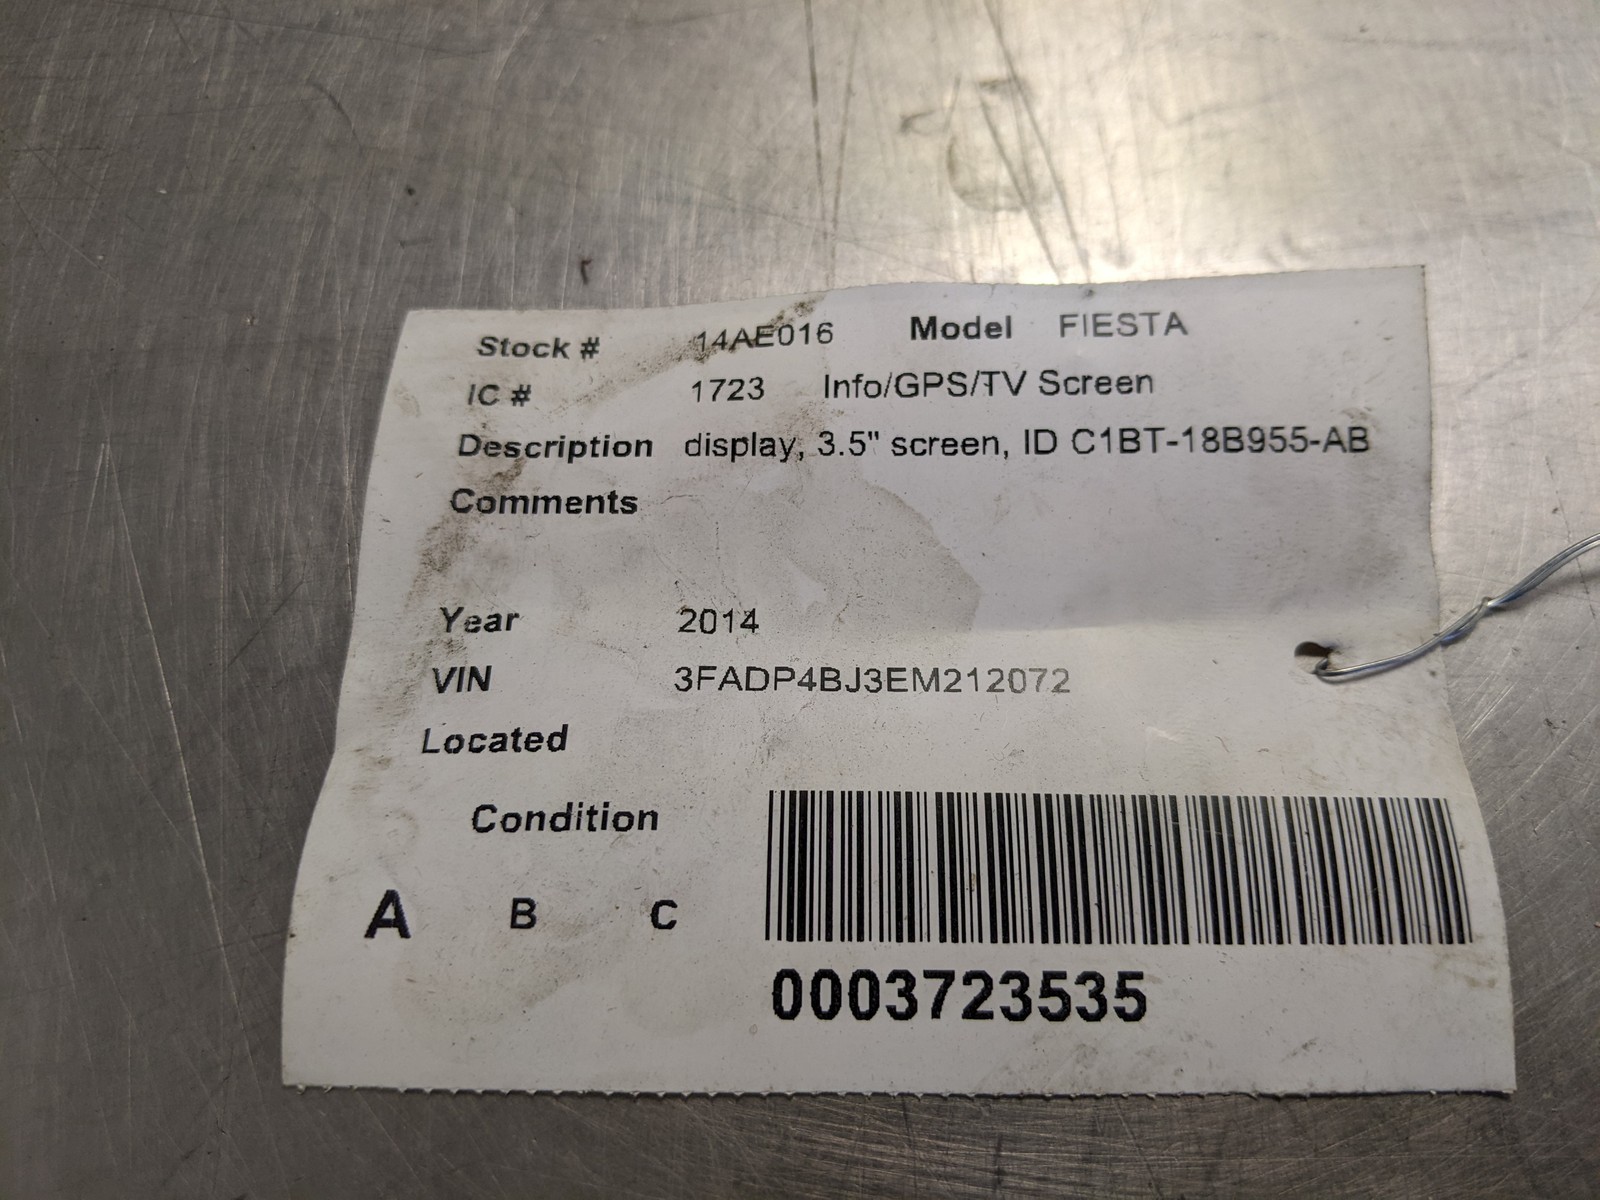 Stock # 14AE016 Model FIESTA
IC # 1723 Info/GPS/TV Screen
Description display, 3.5" screen, ID C1BT-18B955-AB
Comments
Year 2014
VIN 3FADP4BJ3EM212072
Located
Condition
A B C
0003723535